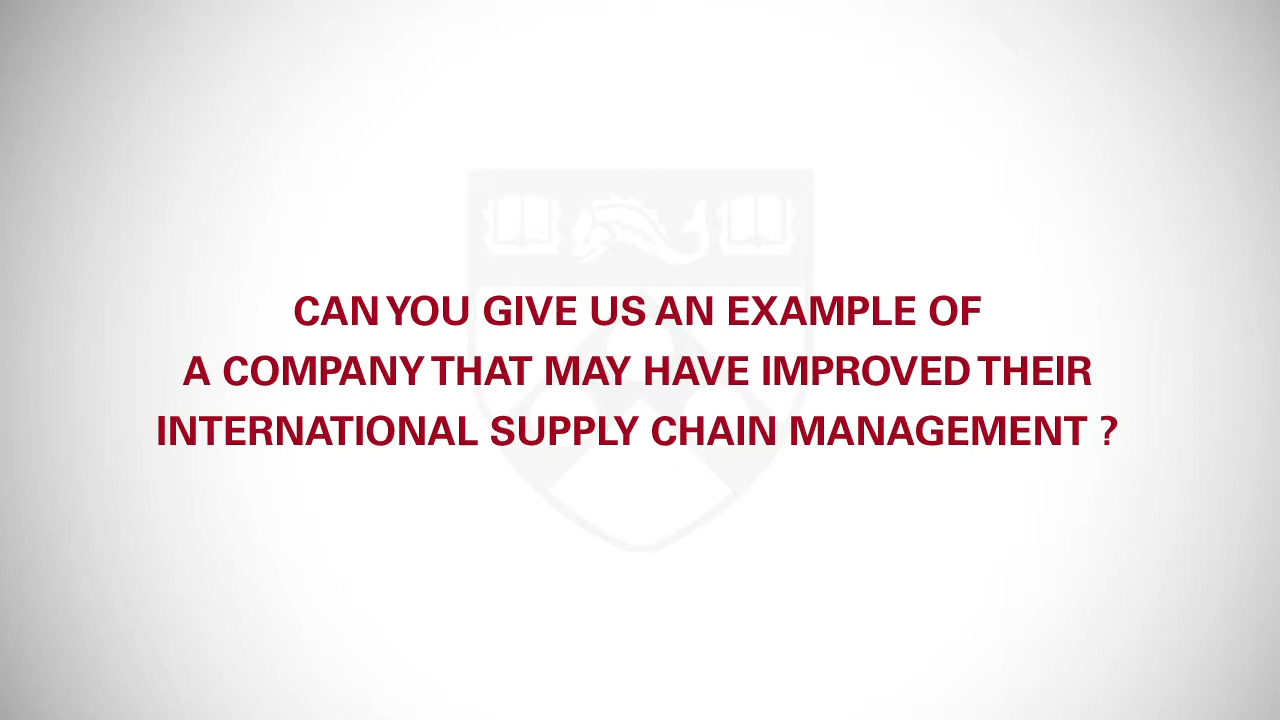 CAN YOU GIVE US AN EXAMPLE OF
A COMPANY THAT MAY HAVE IMPROVED THEIR
INTERNATIONAL SUPPLY CHAIN MANAGEMENT ?